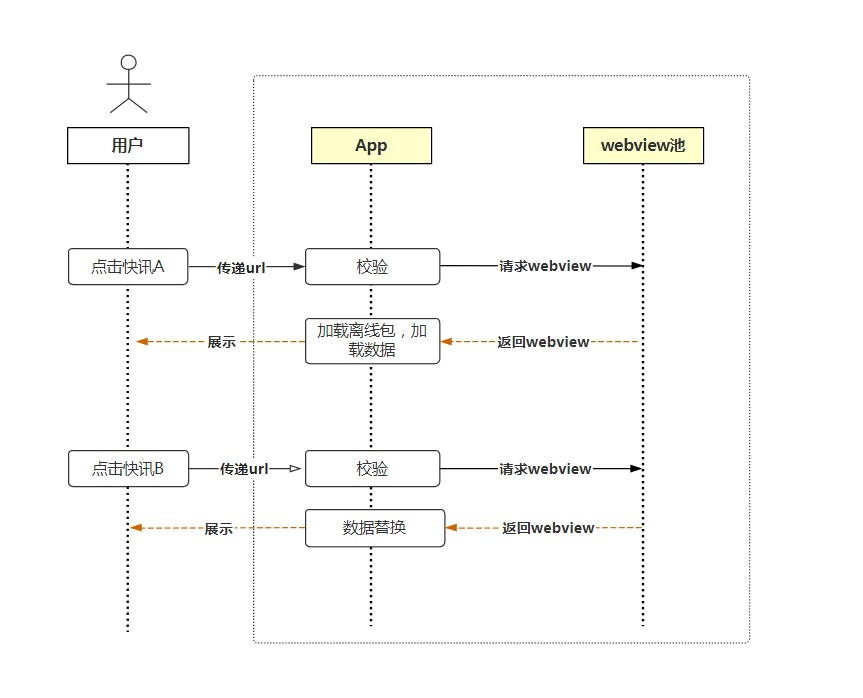 用户
App
webview池
点击快讯A
传递url
校验
请求webview
展示
加载离线包，加
载数据
返回webview
点击快讯B
传递url
校验
请求webview
展示
数据替换
返回webview